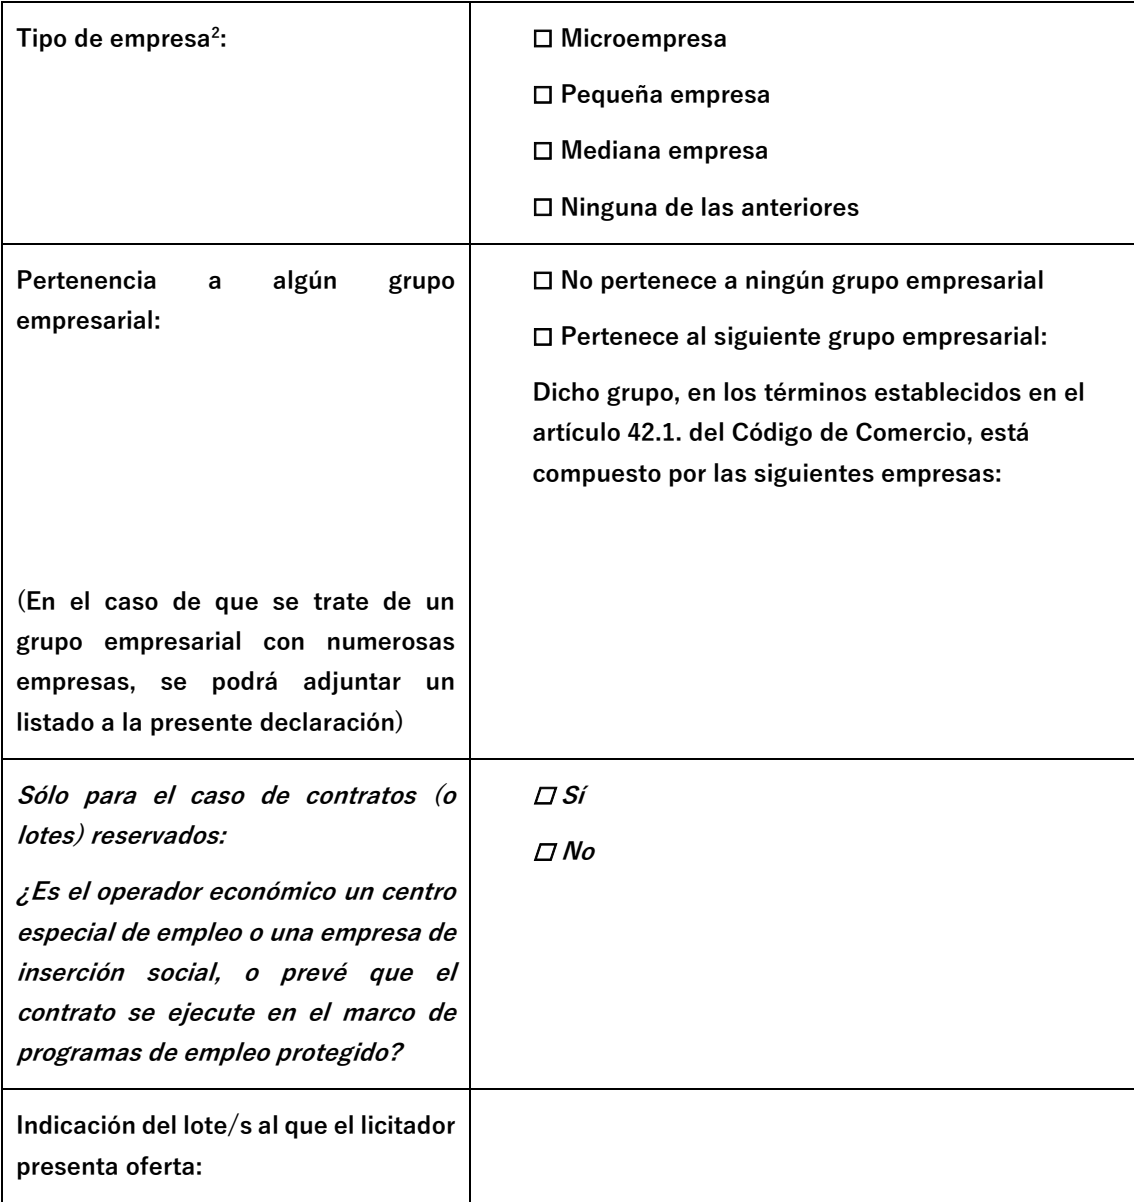 Tipo de empresa²:
☐ Microempresa
☐ Pequeña empresa
☐ Mediana empresa
☐ Ninguna de las anteriores
Pertenencia a algún grupo
empresarial:
(En el caso de que se trate de un
grupo empresarial con numerosas
empresas, se podrá adjuntar un
listado a la presente declaración)
☐ No pertenece a ningún grupo empresarial
☐ Pertenece al siguiente grupo empresarial:
Dicho grupo, en los términos establecidos en el
artículo 42.1. del Código de Comercio, está
compuesto por las siguientes empresas:
Sólo para el caso de contratos (o
lotes) reservados:
¿Es el operador económico un centro
especial de empleo o una empresa de
inserción social, o prevé que el
contrato se ejecute en el marco de
programas de empleo protegido?
☐ Sí
☐ No
Indicación del lote/s al que el licitador
presenta oferta: